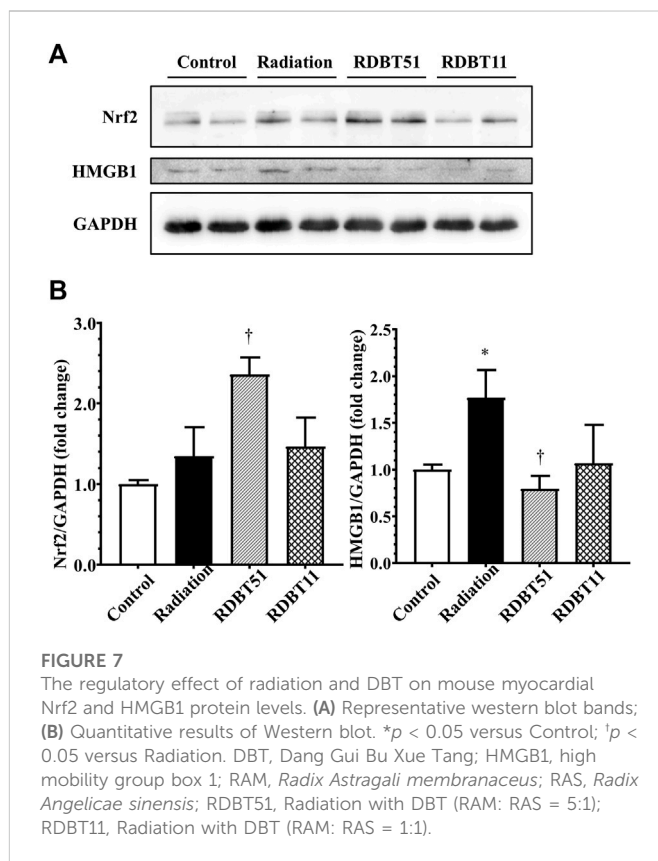 A
Control Radiation RDBT51 RDBT11
Nrf2
HMGB1
GAPDH
B
Nrf2/GAPDH (fold change)
3.0
2.0
1.0
0.0
†
Control
Radiation
RDBT51
RDBT11
HMGB1/GAPDH (fold change)
2.5
2.0
1.5
1.0
0.5
0.0
*
†
Control
Radiation
RDBT51
RDBT11
FIGURE 7
The regulatory effect of radiation and DBT on mouse myocardial
Nrf2 and HMGB1 protein levels. (A) Representative western blot bands;
(B) Quantitative results of Western blot. *p < 0.05 versus Control; †p <
0.05 versus Radiation. DBT, Dang Gui Bu Xue Tang; HMGB1, high
mobility group box 1; RAM, Radix Astragali membranaceus; RAS, Radix
Angelicae sinensis; RDBT51, Radiation with DBT (RAM: RAS = 5:1);
RDBT11, Radiation with DBT (RAM: RAS = 1:1).